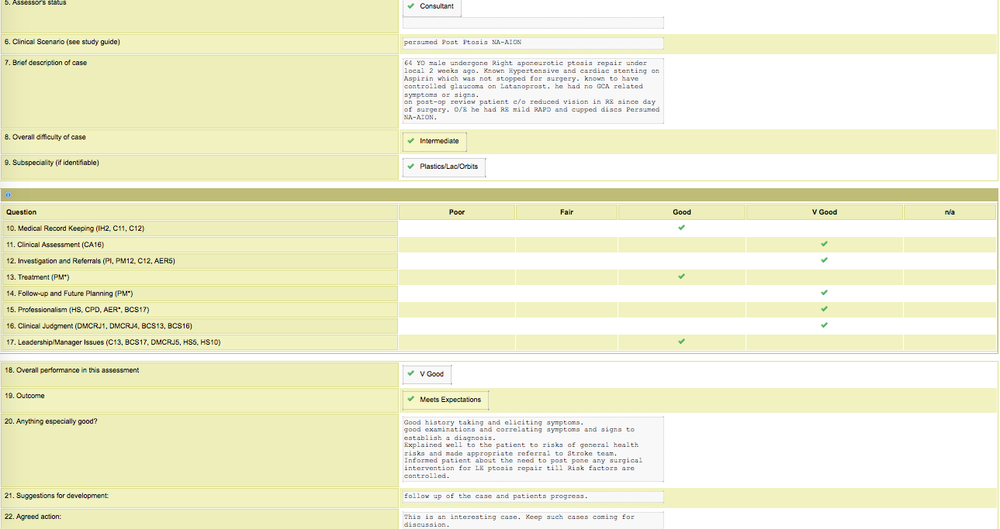 5. Assessor's status
Consultant
6. Clinical Scenario (see study guide)
persumed Post Ptosis NA-AION
7. Brief description of case
64 YO male undergone Right aponeurotic ptosis repair under
local 2 weeks ago. Known Hypertensive and cardiac stenting on
Aspirin which was not stopped for surgery. known to have
controlled glaucoma on Latanoprost. he had no GCA related
symptoms or signs.
on post-op review patient c/o reduced vision in RE since day
of surgery. O/E he had RE mild RAPD and cupped discs Persumed
NA-AION.
8. Overall difficulty of case
Intermediate
9. Subspeciality (if identifiable)
Plastics/Lac/Orbits
Question Poor Fair Good V Good n/a
10. Medical Record Keeping (IH2, C11, C12)
11. Clinical Assessment (CA16)
12. Investigation and Referrals (PI, PM12, C12, AER5)
13. Treatment (PM*)
14. Follow-up and Future Planning (PM*)
15. Professionalism (HS, CPD, AER*, BCS17)
16. Clinical Judgment (DMCRJ1, DMCRJ4, BCS13, BCS16)
17. Leadership/Manager Issues (C13, BCS17, DMCRJ5, HS5, HS10)
18. Overall performance in this assessment
V Good
19. Outcome
Meets Expectations
20. Anything especially good?
Good history taking and eliciting symptoms.
good examinations and correlating symptoms and signs to
establish a diagnosis.
Explained well to the patient to risks of general health
risks and made appropriate referral to Stroke team.
Informed patient about the need to post pone any surgical
intervention for LE ptosis repair till Risk factors are
controlled.
21. Suggestions for development:
follow up of the case and patients progress.
22. Agreed action:
This is an interesting case. Keep such cases coming for
discussion.